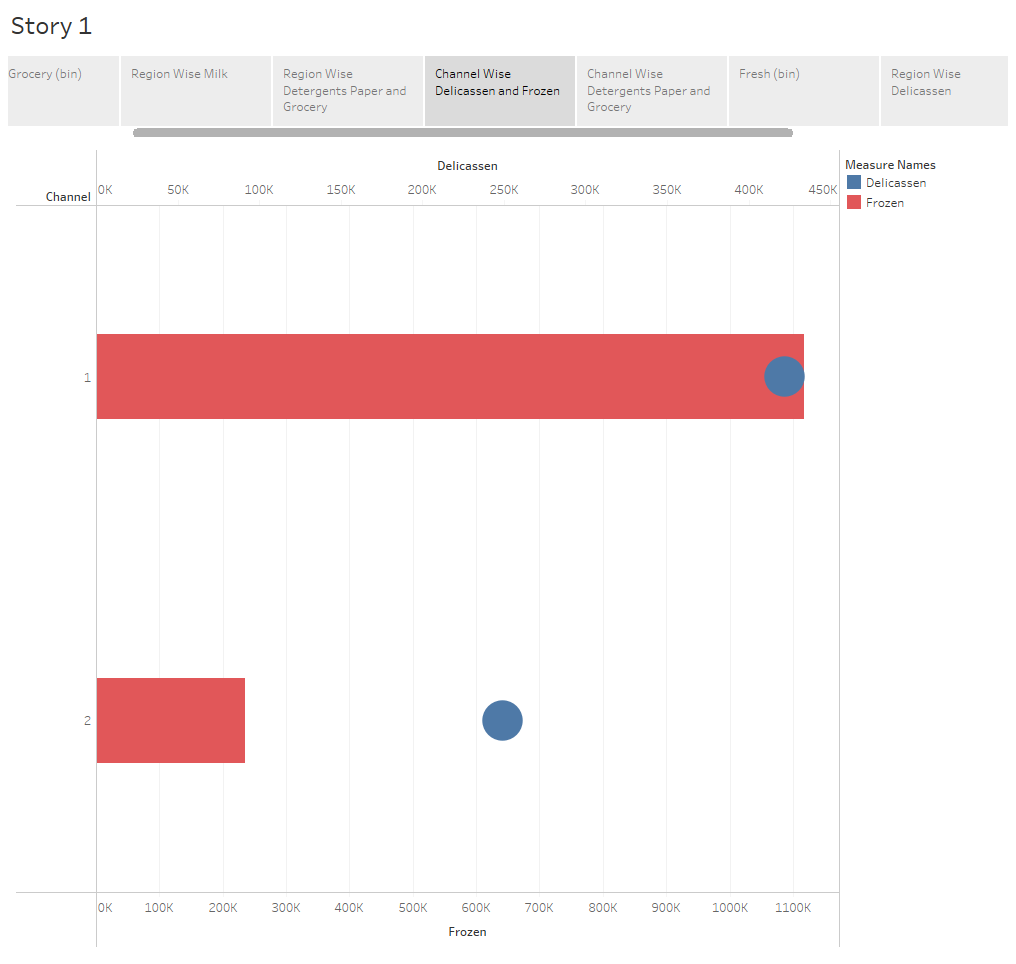 Story 1
Grocery (bin)
Region Wise Milk
Region Wise
Detergents Paper and
Grocery
Channel Wise
Delicassen and Frozen
Channel Wise
Detergents Paper and
Grocery
Fresh (bin)
Region Wise
Delicassen
Delicassen
0K 50K 100K 150K 200K 250K 300K 350K 400K 450K
Channel
Measure Names
Delicassen
Frozen
1
2
0K 100K 200K 300K 400K 500K 600K 700K 800K 900K 1000K 1100K
Frozen